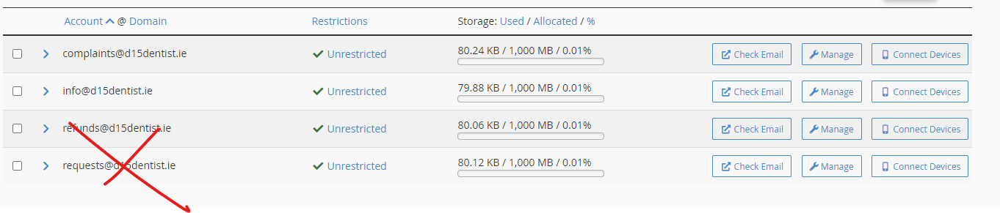 Account @ Domain Restrictions Storage: Used / Allocated / %
complaints@d15dentist.ie Unrestricted 80.24 KB / 1,000 MB / 0.01% Check Email Manage Connect Devices
info@d15dentist.ie Unrestricted 79.88 KB / 1,000 MB / 0.01% Check Email Manage Connect Devices
refunds@d15dentist.ie Unrestricted 80.06 KB / 1,000 MB / 0.01% Check Email Manage Connect Devices
requests@d15dentist.ie Unrestricted 80.12 KB / 1,000 MB / 0.01% Check Email Manage Connect Devices